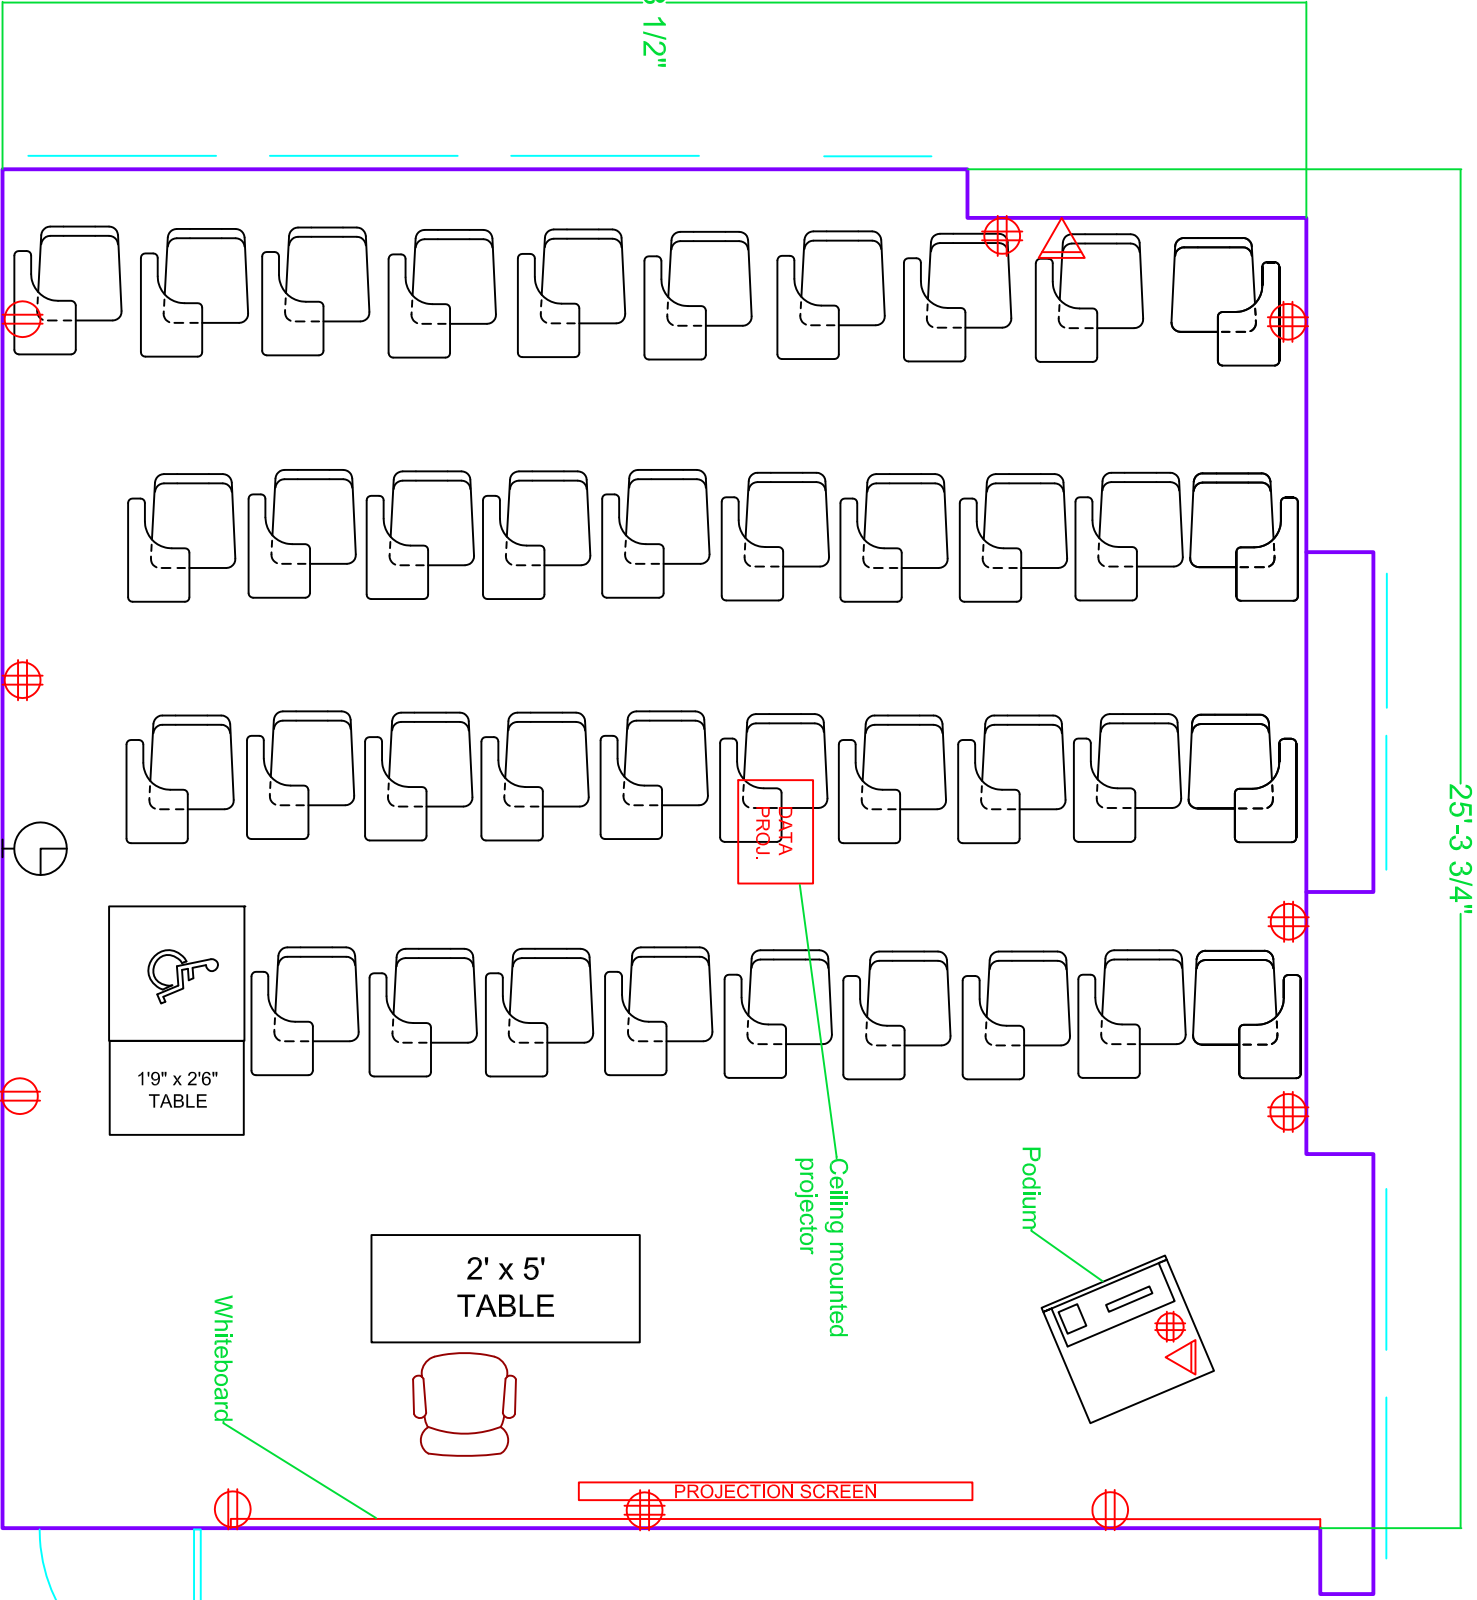 1/2"
25'-3 3/4"
DATA
PROJ.
1'9" x 2'6"
TABLE
Ceiling mounted
projector
Podium
2' x 5'
TABLE
Whiteboard
PROJECTION SCREEN